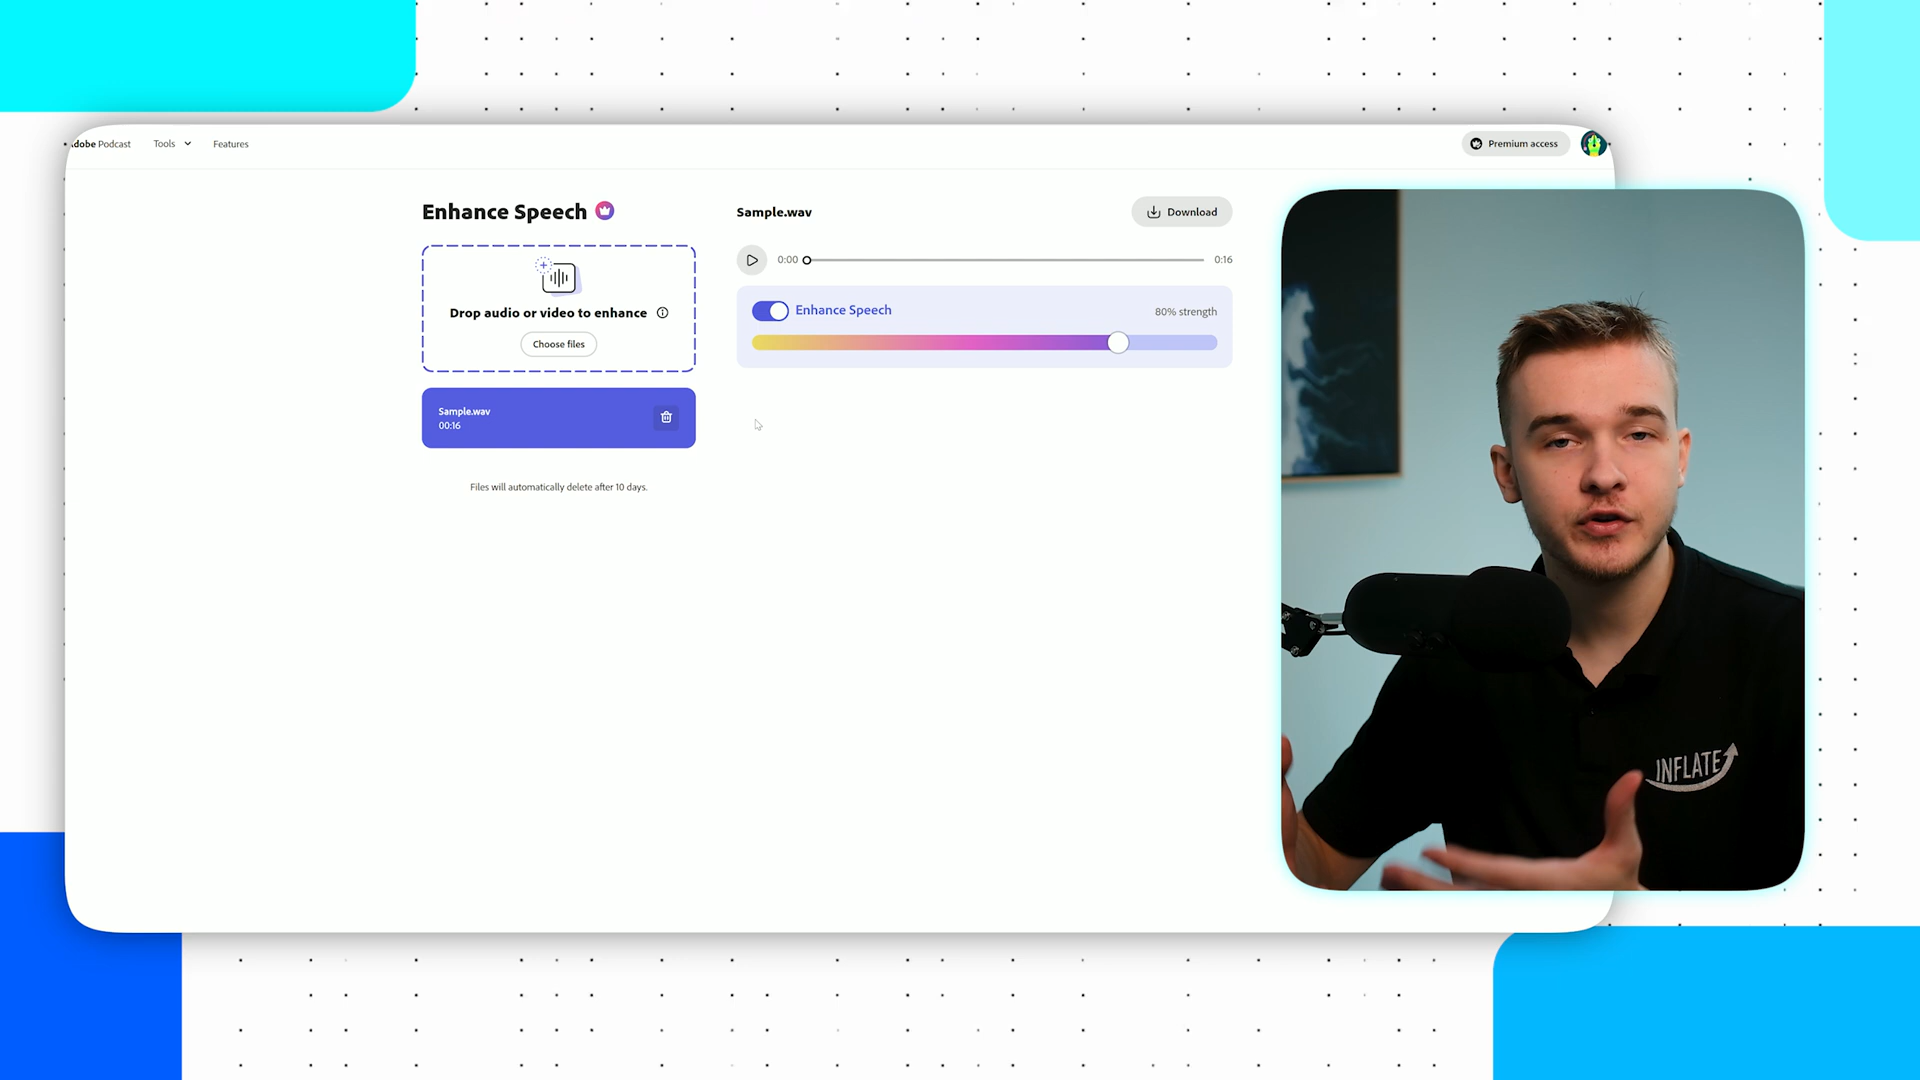 dobe Podcast
Tools
Features
Premium access
Enhance Speech
Drop audio or video to enhance
Choose files
Sample.wav
00:16
Files will automatically delete after 10 days.
Sample.wav
Download
0:00
0:16
Enhance Speech
80% strength
INFLATE